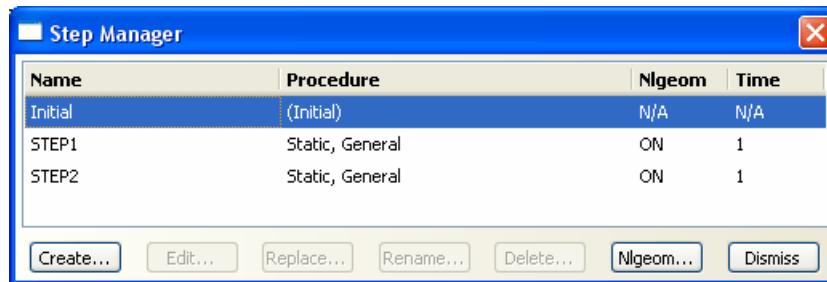 Step Manager
Name Procedure Nlgeom Time
Initial (Initial) N/A N/A
STEP1 Static, General ON 1
STEP2 Static, General ON 1
Create... Edit... Replace... Rename... Delete... Nlgeom... Dismiss